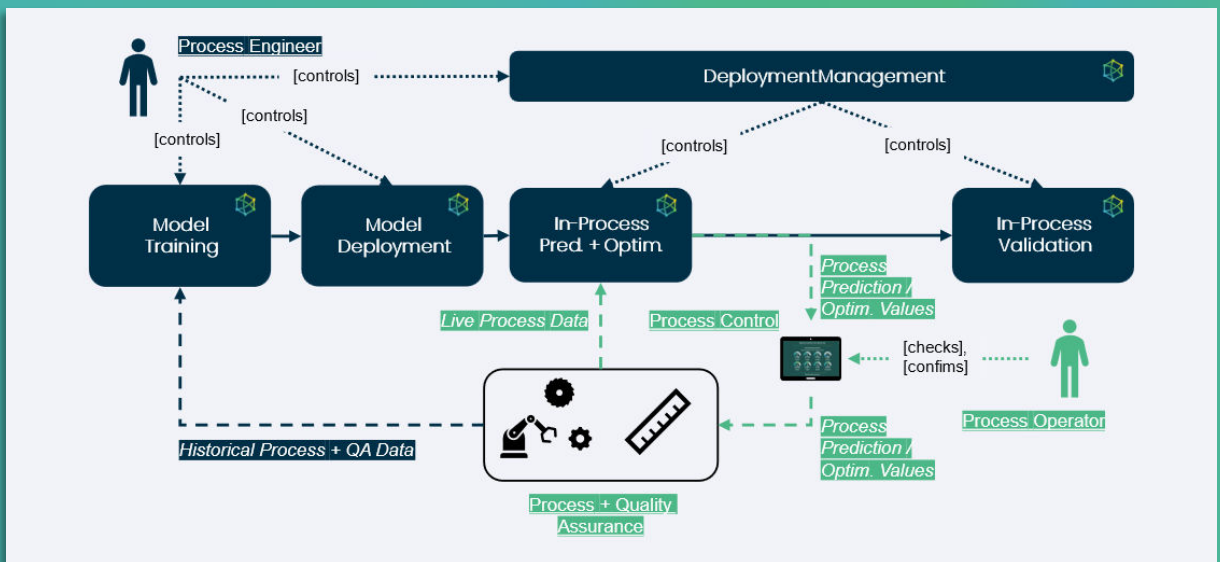 Process Engineer
[controls]
DeploymentManagement
[controls]
[controls]
[controls]
[controls]
Model
Training
Model
Deployment
In-Process
Pred. + Optim.
In-Process
Validation
Process
Prediction /
Optim. Values
Live Process Data
Process Control
[checks],
[confims]
Process Operator
Historical Process + QA Data
Process
Prediction /
Optim. Values
Process + Quality
Assurance